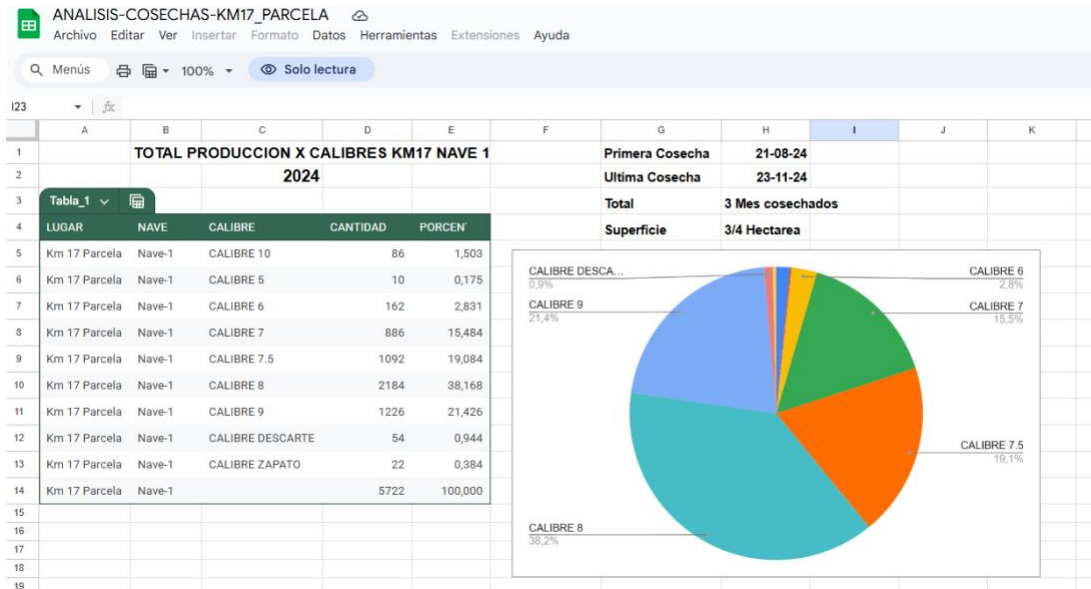 ANALISIS-COSECHAS-KM17_PARCELA
Archivo Editar Ver Insertar Formato Datos Herramientas Extensiones Ayuda
Menús 100% Solo lectura
I23 fx
A B C D E F G H I J K
1 TOTAL PRODUCCION X CALIBRES KM17 NAVE 1 Primera Cosecha 21-08-24
2 2024 Ultima Cosecha 23-11-24
3 Tabla_1 Total 3 Mes cosechados
4 LUGAR NAVE CALIBRE CANTIDAD PORCEN Superficie 3/4 Hectarea
5 Km 17 Parcela Nave-1 CALIBRE 10 86 1,503
6 Km 17 Parcela Nave-1 CALIBRE 5 10 0,175
7 Km 17 Parcela Nave-1 CALIBRE 6 162 2,831
8 Km 17 Parcela Nave-1 CALIBRE 7 886 15,484
9 Km 17 Parcela Nave-1 CALIBRE 7.5 1092 19,084
10 Km 17 Parcela Nave-1 CALIBRE 8 2184 38,168
11 Km 17 Parcela Nave-1 CALIBRE 9 1226 21,426
12 Km 17 Parcela Nave-1 CALIBRE DESCARTE 54 0,944
13 Km 17 Parcela Nave-1 CALIBRE ZAPATO 22 0,384
14 Km 17 Parcela Nave-1 5722 100,000
15
16
17
18
19
CALIBRE DESCA...
0,9%
CALIBRE 9
21,4%
CALIBRE 8
38,2%
CALIBRE 6
2,8%
CALIBRE 7
15,5%
CALIBRE 7.5
19,1%